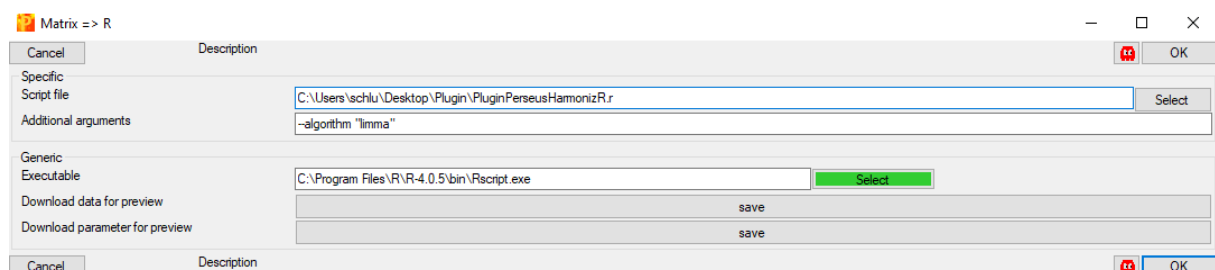 Matrix => R
Cancel Description OK
Specific
Script file C:\Users\schlu\Desktop\Plugin\PluginPerseusHarmonizR.r Select
Additional arguments --algorithm "limma"
Generic
Executable C:\Program Files\R\R-4.0.5\bin\Rscript.exe Select
Download data for preview save
Download parameter for preview save
Cancel Description OK